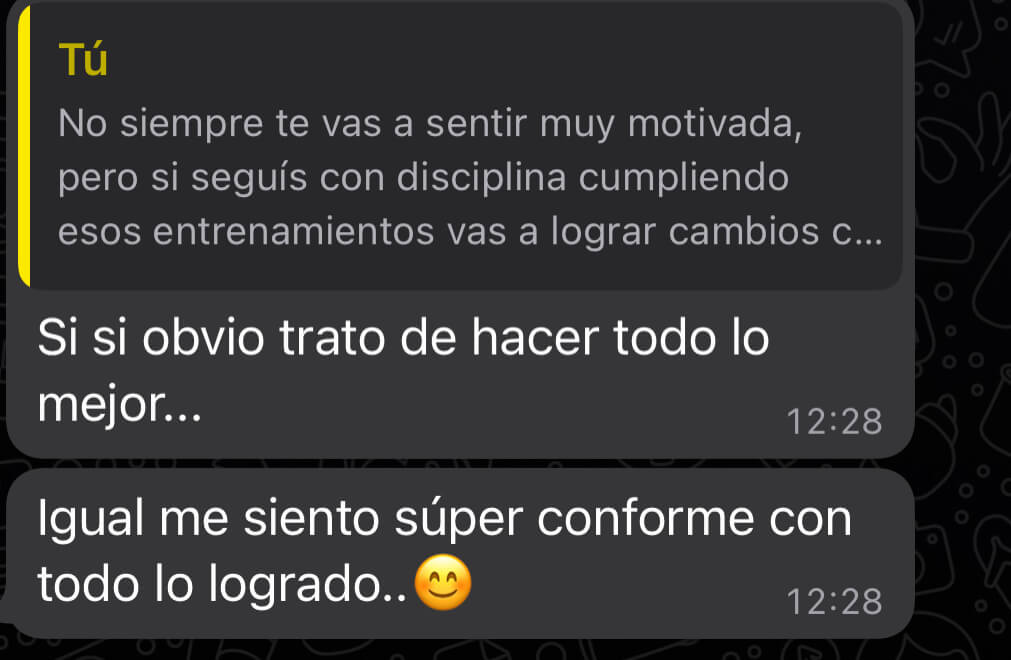 Tú
No siempre te vas a sentir muy motivada,
pero si seguís con disciplina cumpliendo
esos entrenamientos vas a lograr cambios c...
Si si obvio trato de hacer todo lo
mejor...
12:28
Igual me siento súper conforme con
todo lo logrado..😊
12:28